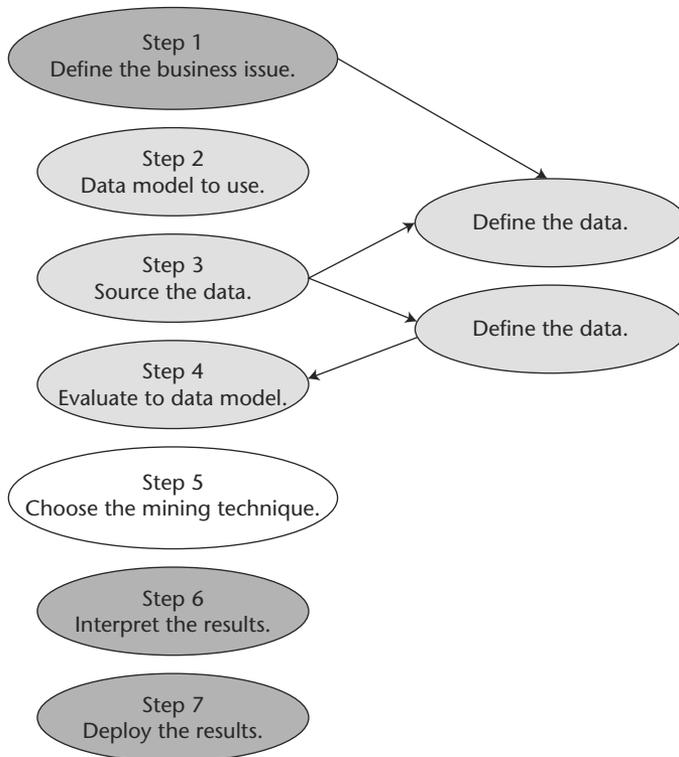 Step 1
Define the business issue.
Step 2
Data model to use.
Define the data.
Step 3
Source the data.
Define the data.
Step 4
Evaluate to data model.
Step 5
Choose the mining technique.
Step 6
Interpret the results.
Step 7
Deploy the results.